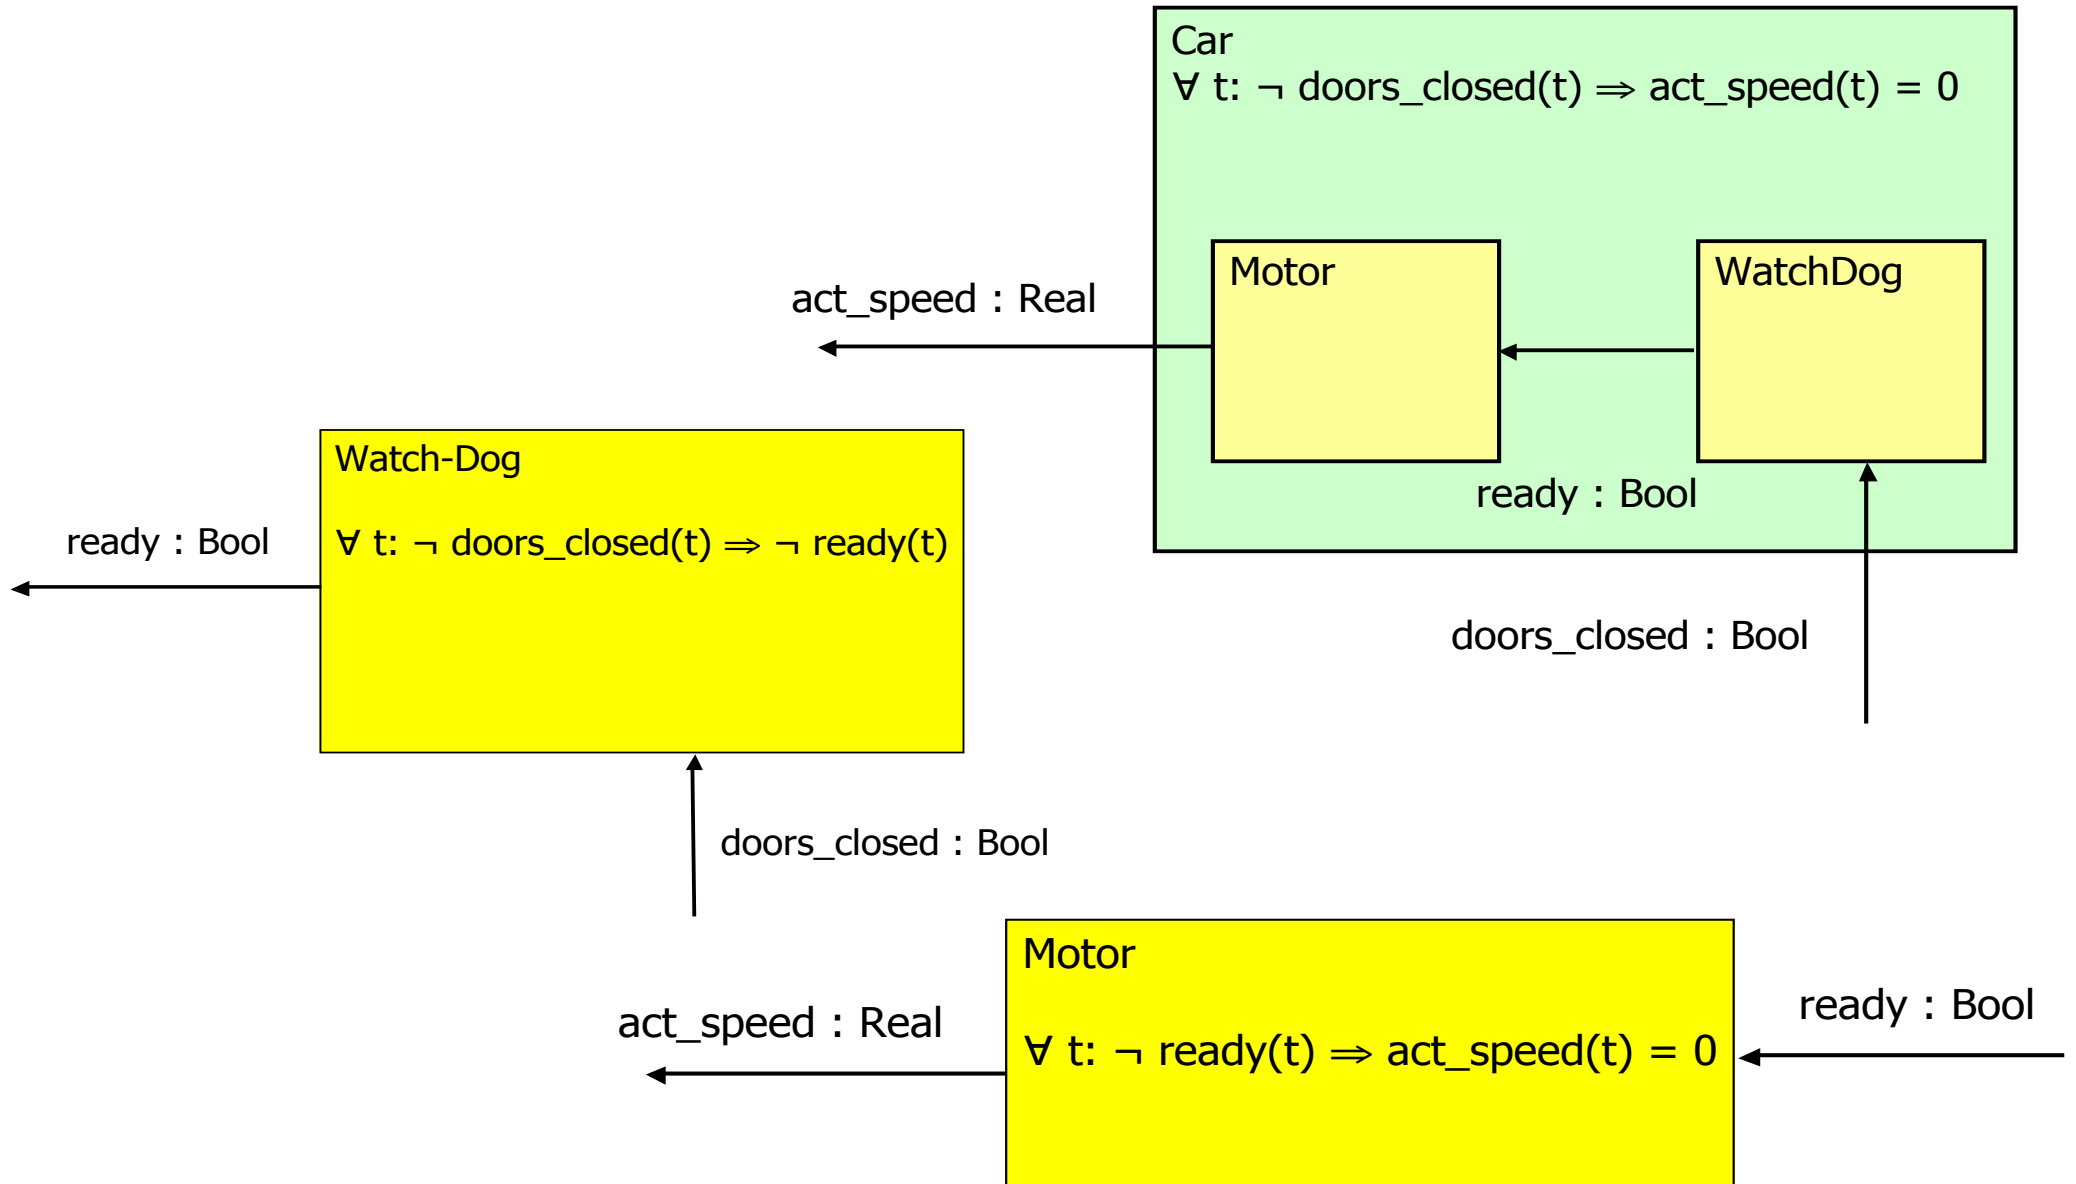 Car
∀ t: ¬ doors_closed(t) ⇒ act_speed(t) = 0
Motor
WatchDog
act_speed : Real
ready : Bool
doors_closed : Bool
Watch-Dog
∀ t: ¬ doors_closed(t) ⇒ ¬ ready(t)
ready : Bool
doors_closed : Bool
Motor
∀ t: ¬ ready(t) ⇒ act_speed(t) = 0
act_speed : Real
ready : Bool